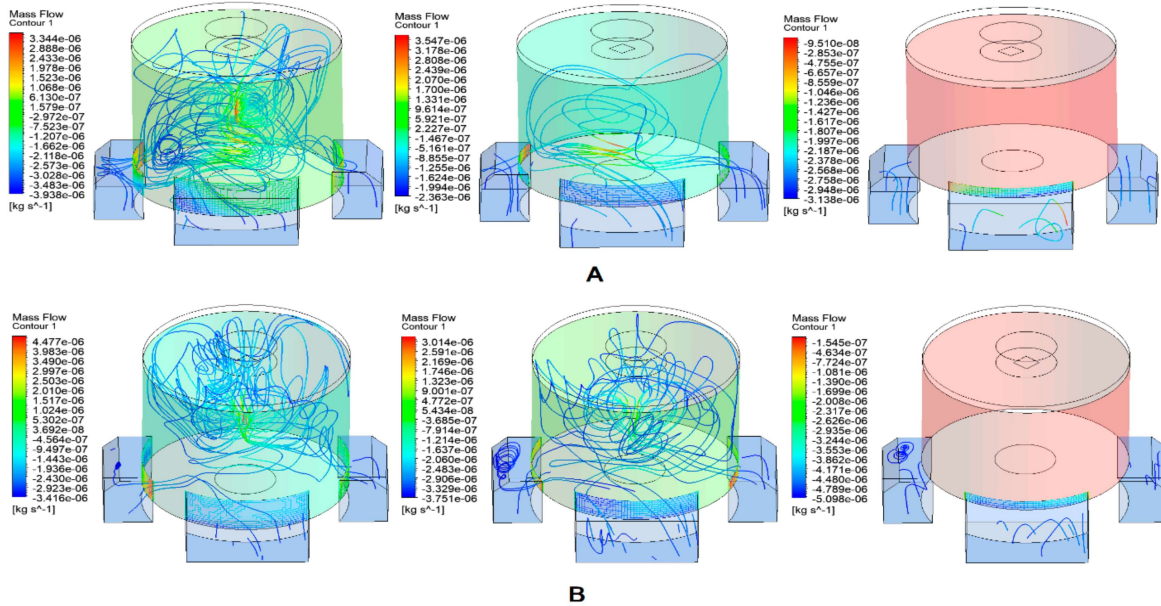 Mass Flow
Contour 1
3.344e-06
2.888e-06
2.433e-06
1.978e-06
1.523e-06
1.068e-06
6.130e-07
1.579e-07
-2.972e-07
-7.523e-07
-1.207e-06
-1.662e-06
-2.118e-06
-2.573e-06
-3.028e-06
-3.483e-06
-3.938e-06
[kg s^-1]
Mass Flow
Contour 1
3.547e-06
3.178e-06
2.808e-06
2.439e-06
2.070e-06
1.700e-06
1.331e-06
9.614e-07
5.921e-07
2.227e-07
-1.467e-07
-5.161e-07
-8.855e-07
-1.255e-06
-1.624e-06
-1.994e-06
-2.363e-06
[kg s^-1]
Mass Flow
Contour 1
-9.510e-08
-2.853e-07
-4.755e-07
-6.657e-07
-8.559e-07
-1.046e-06
-1.236e-06
-1.427e-06
-1.617e-06
-1.807e-06
-1.997e-06
-2.187e-06
-2.378e-06
-2.568e-06
-2.758e-06
-2.948e-06
-3.138e-06
[kg s^-1]
A
Mass Flow
Contour 1
4.477e-06
3.983e-06
3.490e-06
2.997e-06
2.503e-06
2.010e-06
1.517e-06
1.024e-06
5.302e-07
3.692e-08
-4.564e-07
-9.497e-07
-1.443e-06
-1.936e-06
-2.430e-06
-2.923e-06
-3.416e-06
[kg s^-1]
Mass Flow
Contour 1
3.014e-06
2.591e-06
2.169e-06
1.746e-06
1.323e-06
9.001e-07
4.772e-07
5.434e-08
-3.685e-07
-7.914e-07
-1.214e-06
-1.637e-06
-2.060e-06
-2.483e-06
-2.906e-06
-3.329e-06
-3.751e-06
[kg s^-1]
Mass Flow
Contour 1
-1.545e-07
-4.634e-07
-7.724e-07
-1.081e-06
-1.390e-06
-1.699e-06
-2.008e-06
-2.317e-06
-2.626e-06
-2.935e-06
-3.244e-06
-3.553e-06
-3.862e-06
-4.171e-06
-4.480e-06
-4.789e-06
-5.098e-06
[kg s^-1]
B